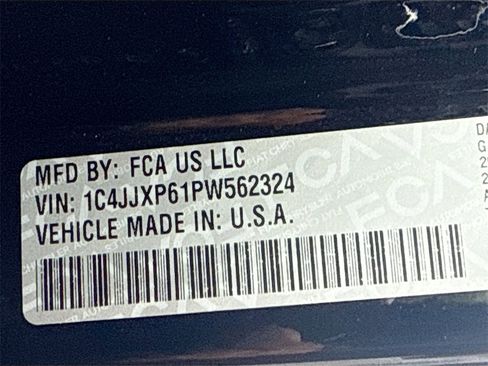 MFD BY: FCA US LLC
VIN: 1C4JJXP61PW562324
VEHICLE MADE IN: U.S.A.